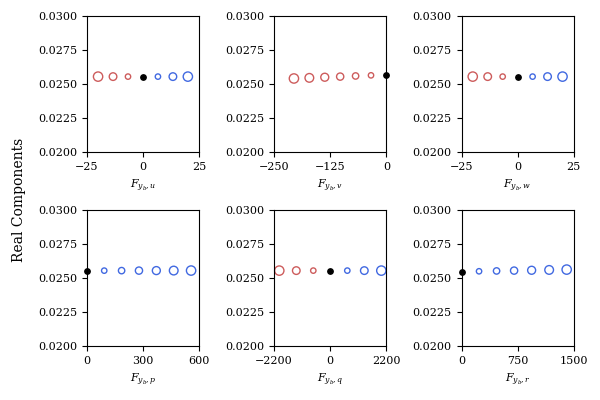 0.0300 0.0300 0.0300
0.0275 0.0275 0.0275
0.0250 0.0250 0.0250
0.0225 0.0225 0.0225
0.0200 0.0200 0.0200
−25 0 25 −250 −125 0 −25 0 25
F_{y_b,u} F_{y_b,v} F_{y_b,w}
Real Components
0.0300 0.0300 0.0300
0.0275 0.0275 0.0275
0.0250 0.0250 0.0250
0.0225 0.0225 0.0225
0.0200 0.0200 0.0200
0 300 600 −2200 0 2200 0 750 1500
F_{y_b,p} F_{y_b,q} F_{y_b,r}